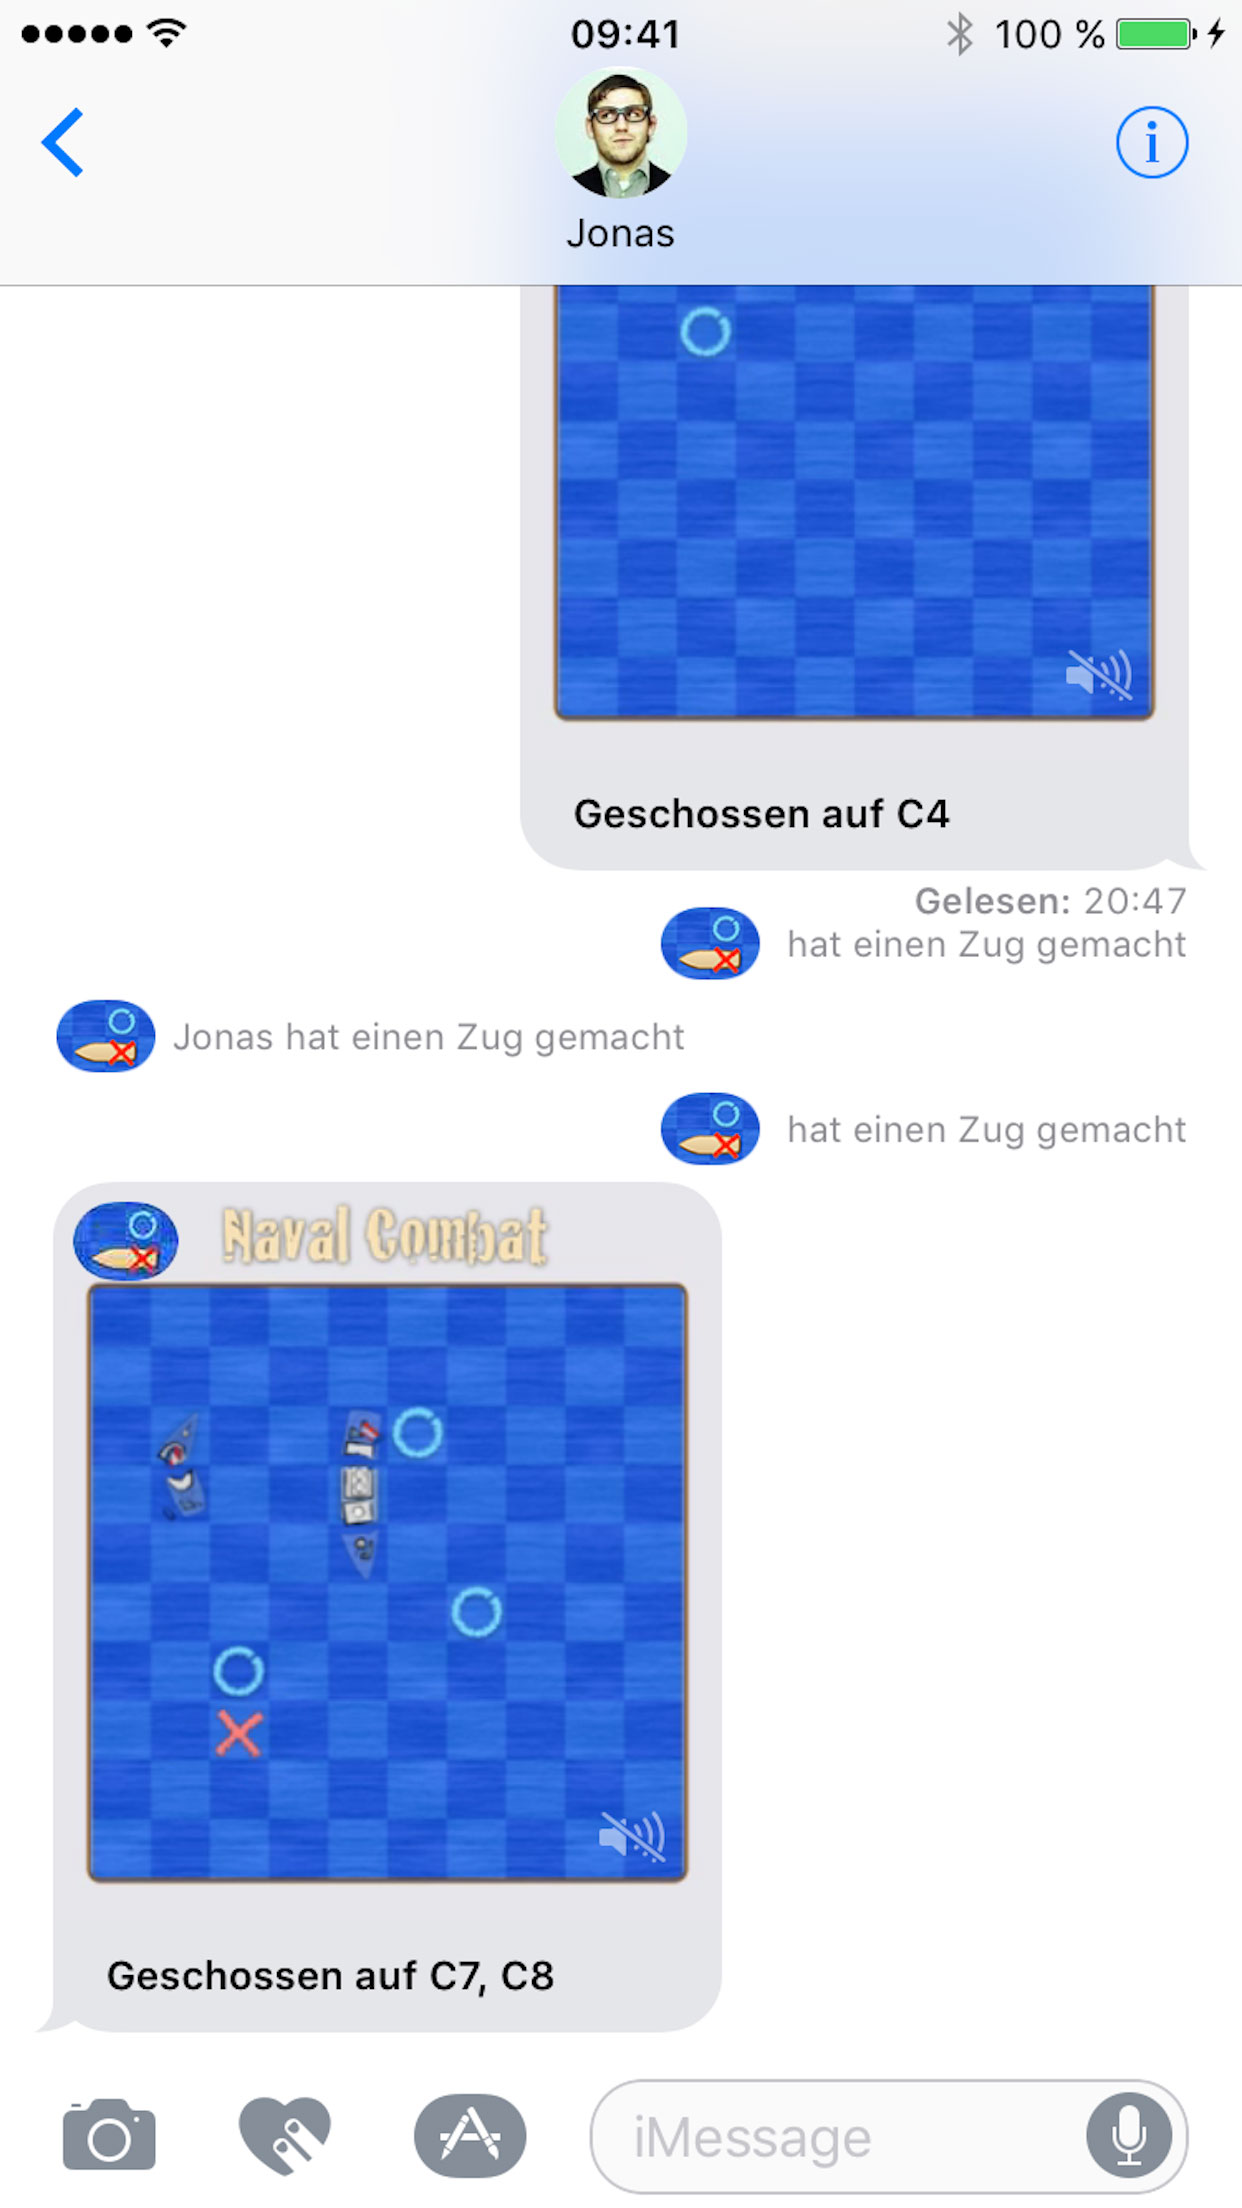 09:41
100 %
Jonas
Geschossen auf C4
Gelesen: 20:47
hat einen Zug gemacht
Jonas hat einen Zug gemacht
hat einen Zug gemacht
Naval Combat
Geschossen auf C7, C8
iMessage